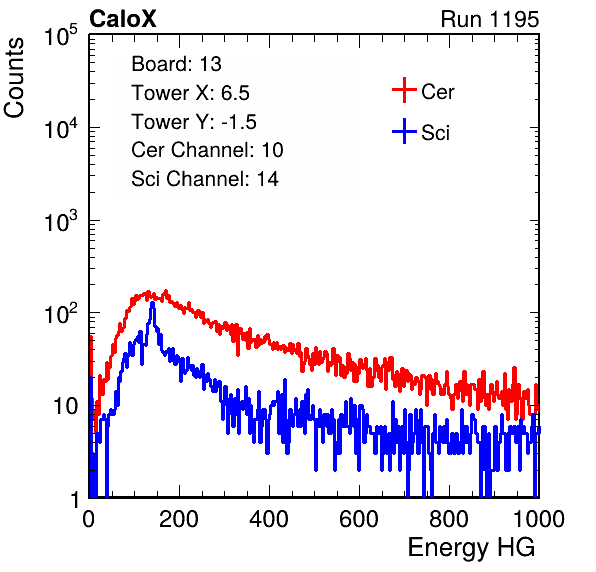 CaloX Run 1195
Counts
10^5
10^4
10^3
10^2
10
1
Board: 13
Tower X: 6.5
Tower Y: -1.5
Cer Channel: 10
Sci Channel: 14
Cer
Sci
0 200 400 600 800 1000
Energy HG